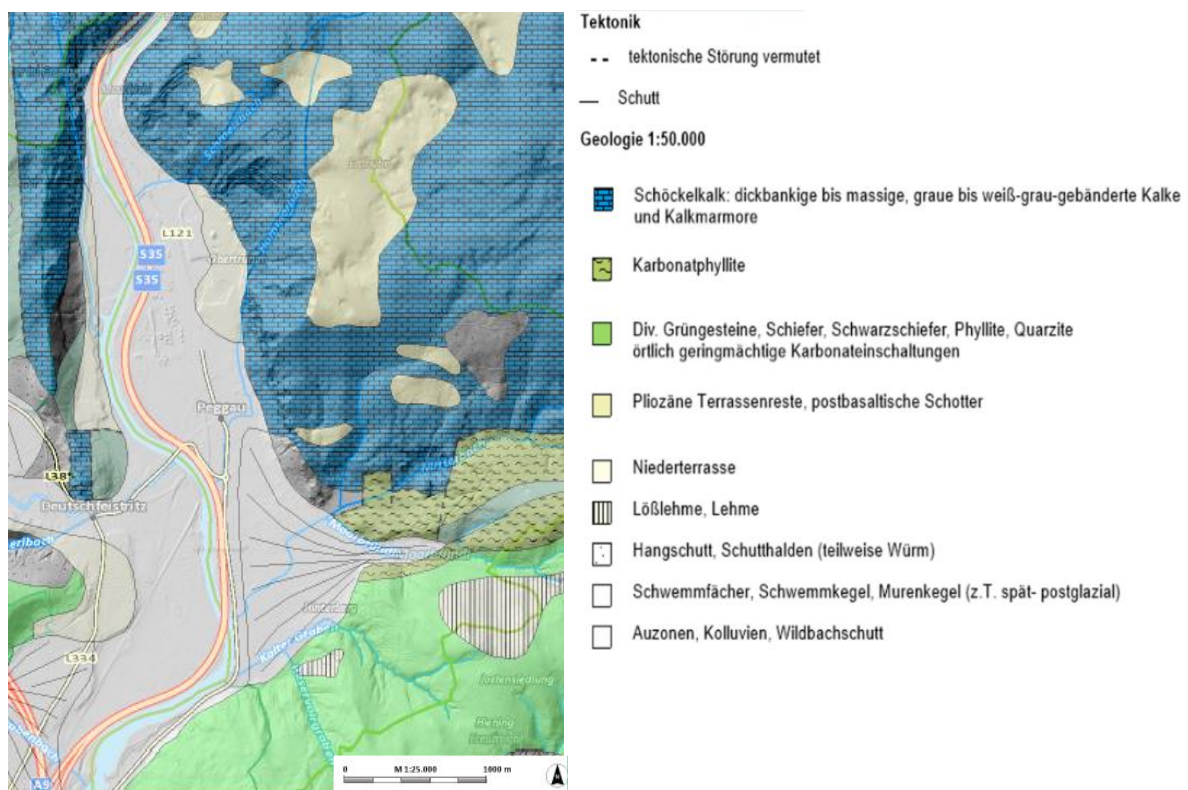 S35
S35
L121
Peggau
L38
Deutschfeistritz
L334
Kalter Graben
A9
0 M 1:25.000 1000 m
Tektonik
tektonische Störung vermutet
Schutt
Geologie 1:50.000
Schöckelkalk: dickbankige bis massige, graue bis weiß-grau-gebänderte Kalke
und Kalkmarmore
Karbonatphyllite
Div. Grüngesteine, Schiefer, Schwarzschiefer, Phyllite, Quarzite
örtlich geringmächtige Karbonateinschaltungen
Pliozäne Terrassenreste, postbasaltische Schotter
Niederterrasse
Lößlehme, Lehme
Hangschutt, Schutthalden (teilweise Würm)
Schwemmfächer, Schwemmkegel, Murenkegel (z.T. spät- postglazial)
Auzonen, Kolluvien, Wildbachschutt